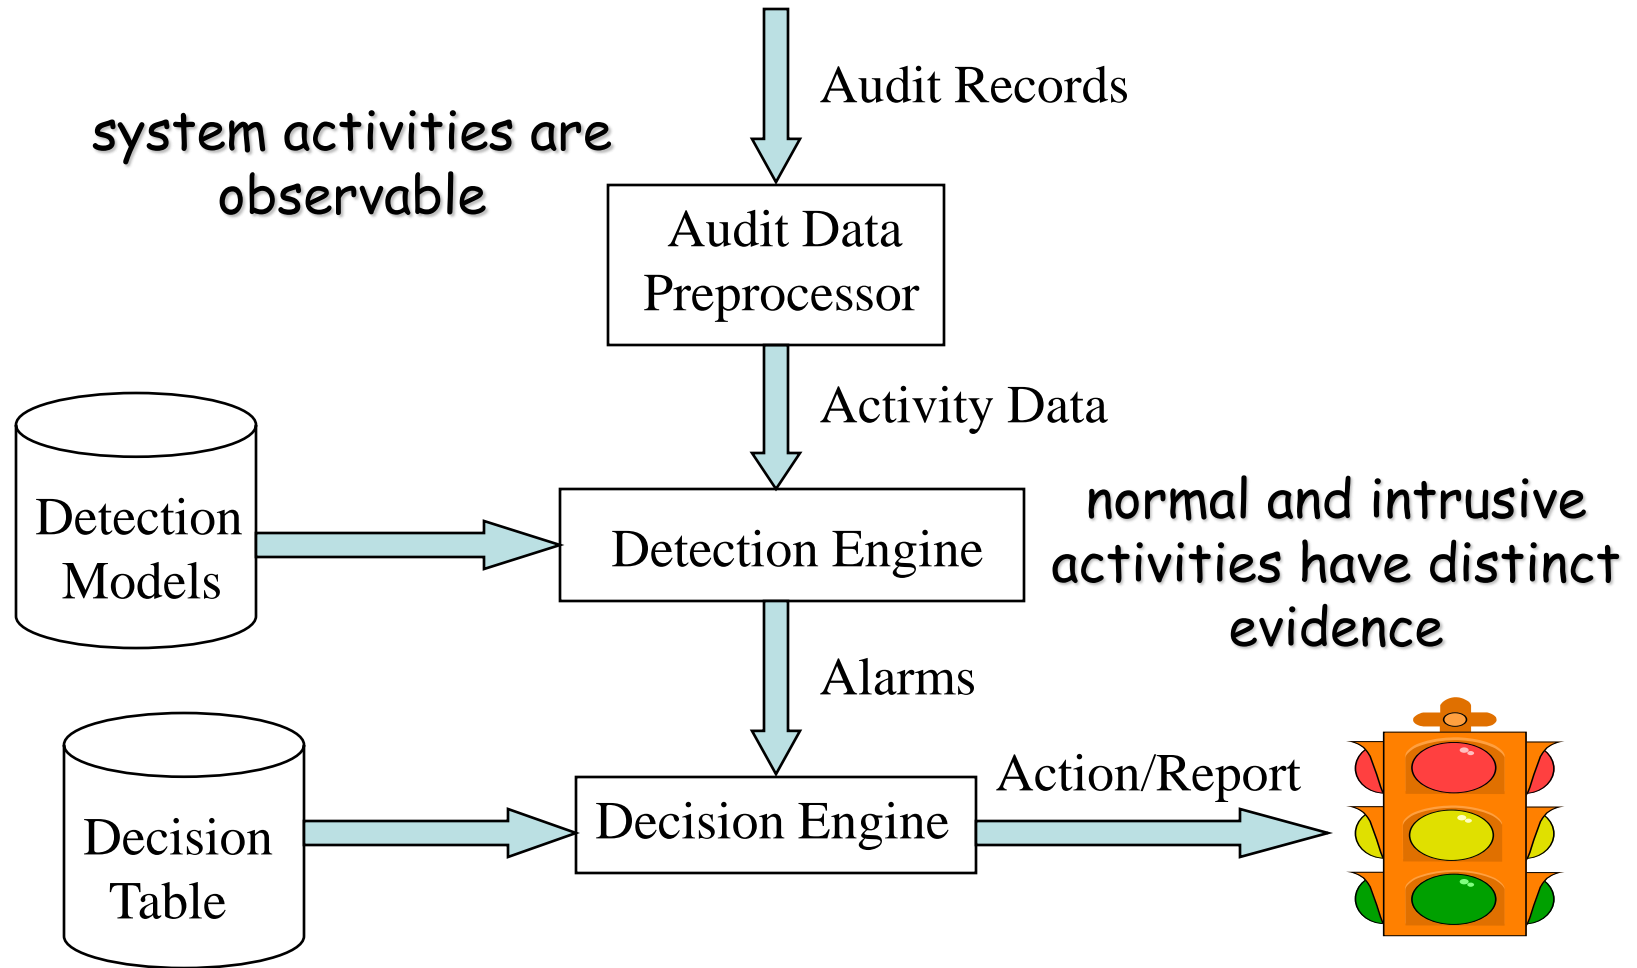 Audit Records
system activities are
observable
Audit Data
Preprocessor
Activity Data
Detection
Models
Detection Engine
normal and intrusive
activities have distinct
evidence
Alarms
Action/Report
Decision
Table
Decision Engine